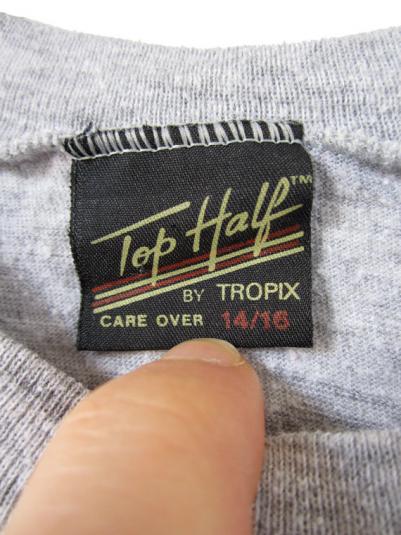 Top Half™
BY TROPIX
CARE OVER 14/16